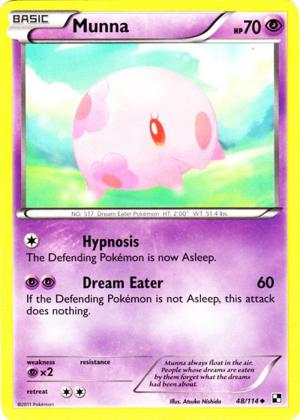 BASIC
Munna
HP70
NO. 517 Dream Eater Pokémon HT: 2'00" WT: 51.4 lbs.
Hypnosis
The Defending Pokémon is now Asleep.
Dream Eater 60
If the Defending Pokémon is not Asleep, this attack
does nothing.
weakness
resistance
×2
retreat
Munna always float in the air.
People whose dreams are eaten
by them forget what the dreams had
been about.
©2011 Pokémon
Illus. Atsuko Nishida
48/114